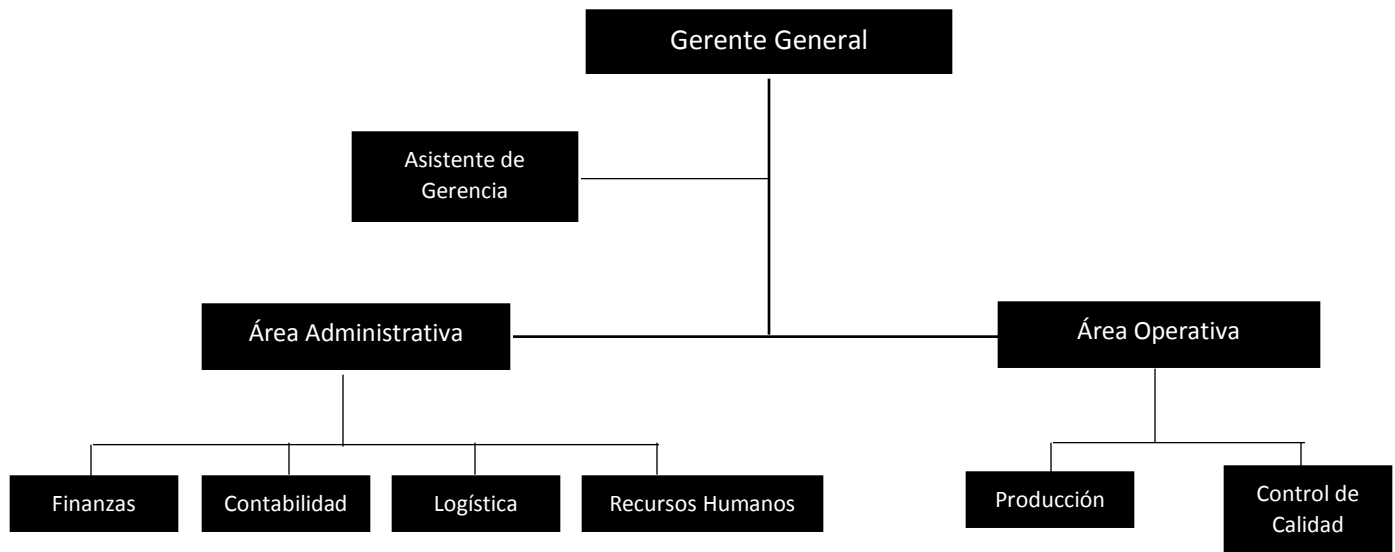 Gerente General
Asistente de
Gerencia
Área Administrativa
Área Operativa
Finanzas
Contabilidad
Logística
Recursos Humanos
Producción
Control de
Calidad